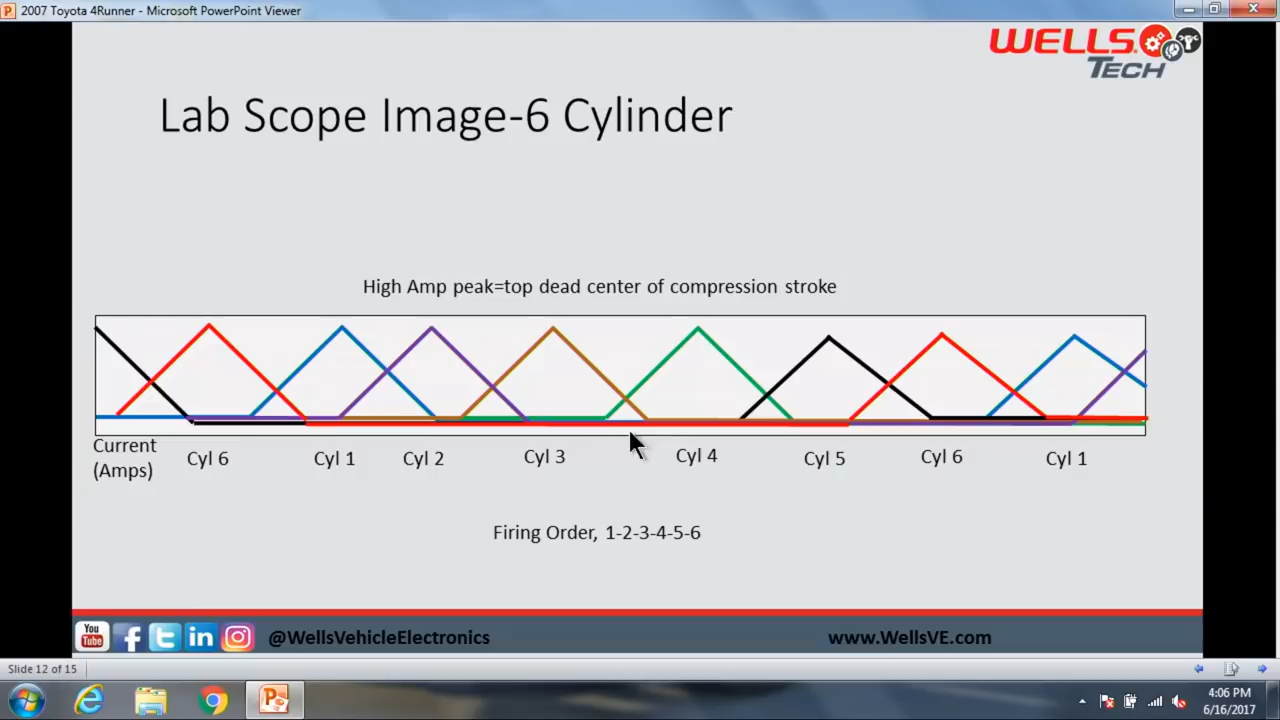 2007 Toyota 4Runner - Microsoft PowerPoint Viewer
WELLS
TECH
Lab Scope Image-6 Cylinder
High Amp peak=top dead center of compression stroke
Current
(Amps)
Cyl 6
Cyl 1
Cyl 2
Cyl 3
Cyl 4
Cyl 5
Cyl 6
Cyl 1
Firing Order, 1-2-3-4-5-6
You
Tube
@WellsVehicleElectronics
www.WellsVE.com
Slide 12 of 15
4:06 PM
6/16/2017